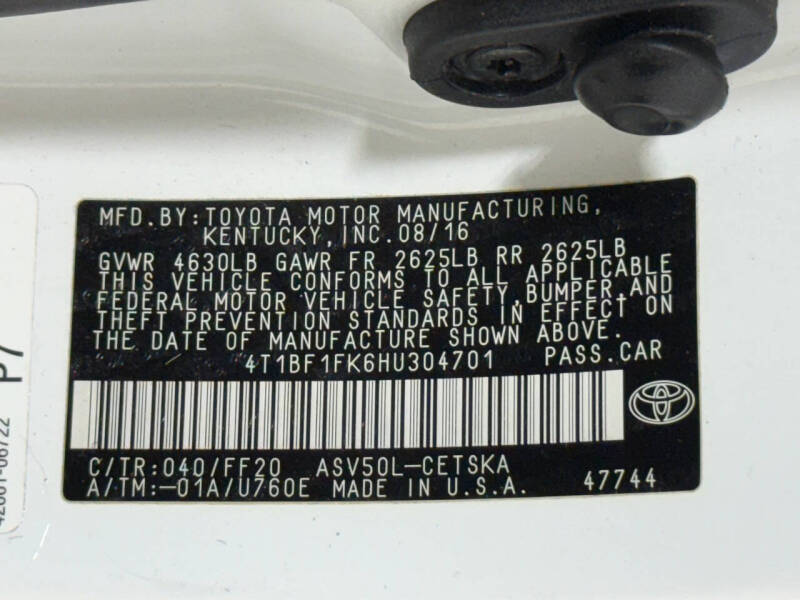 MFD. BY: TOYOTA MOTOR MANUFACTURING,
KENTUCKY, INC. 08/16
GVWR 4630LB GAWR FR 2625LB RR 2625LB
THIS VEHICLE CONFORMS TO ALL APPLICABLE
FEDERAL MOTOR VEHICLE SAFETY, BUMPER AND
THEFT PREVENTION STANDARDS IN EFFECT ON
THE DATE OF MANUFACTURE SHOWN ABOVE.
4T1BF1FK6HU304701 PASS. CAR
C/TR: 040/FF20 ASV50L-CETSKA
A/TM: -01A/U760E MADE IN U.S.A. 47744
P7